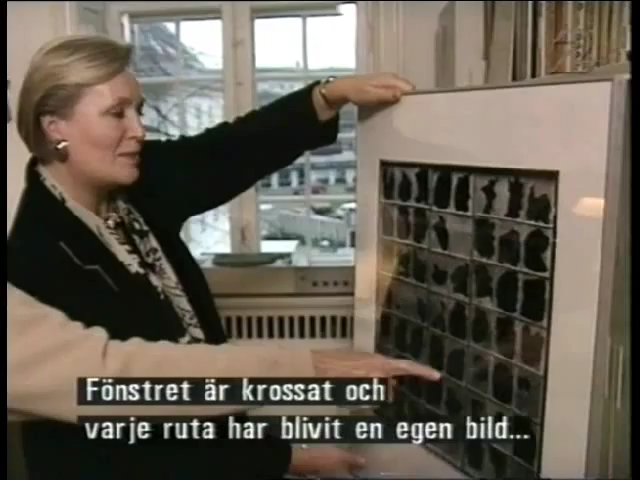 Fönstret är krossat och
varje ruta har blivit en egen bild...